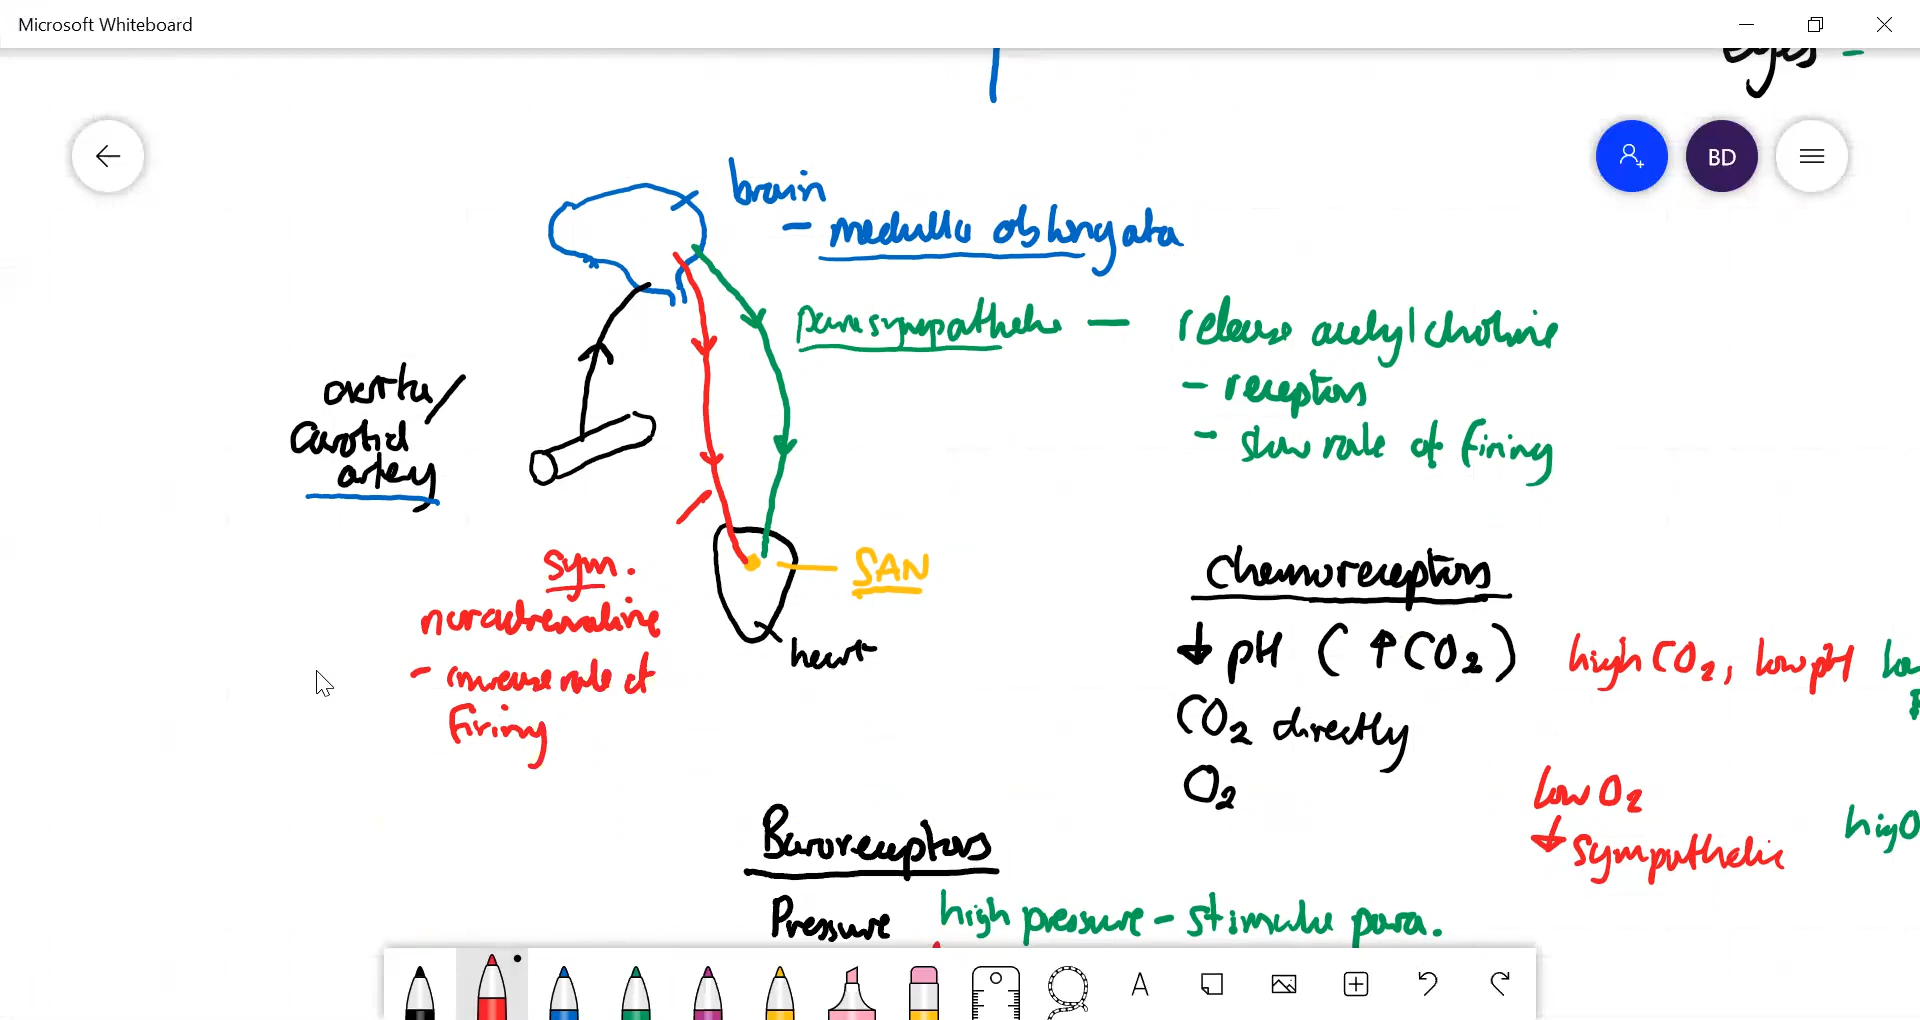 Microsoft Whiteboard
eyes -
BD
brain
- medulla oblongata
parasympathetic — release acetylcholine
- receptors
- slow rate of firing
aorta/
Carotid
artery
sym.
noradrenaline
- increase rate of
firing
SAN
heart
Chemoreceptors
↓ pH (↑CO₂)
high CO₂, low pH
CO₂ directly
O₂
low O₂
↓ sympathetic
Baroreceptors
Pressure
high pressure - stimulate para.
A